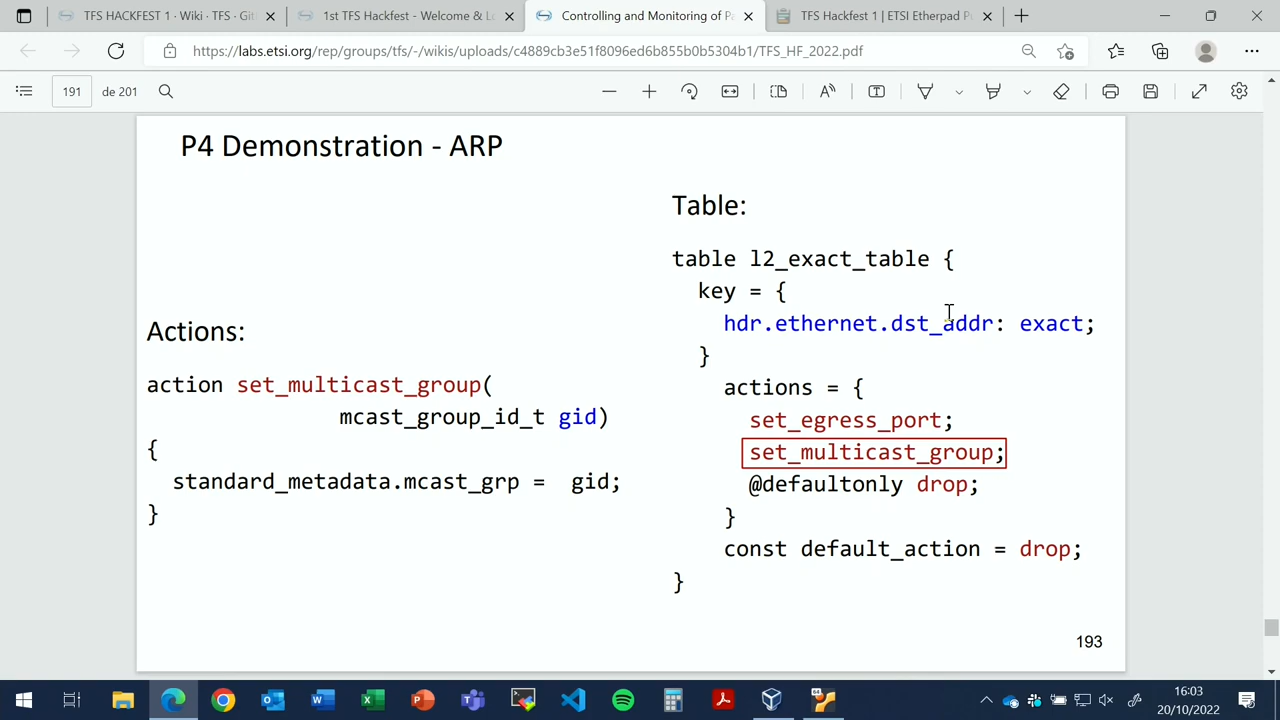 TFS HACKFEST 1 · Wiki · TFS · Git
1st TFS Hackfest - Welcome & Lo
Controlling and Monitoring of Pa
TFS Hackfest 1 | ETSI Etherpad P
https://labs.etsi.org/rep/groups/tfs/-/wikis/uploads/c4889cb3e51f8096ed6b855b0b5304b1/TFS_HF_2022.pdf
191 de 201
P4 Demonstration - ARP
Actions:
action set_multicast_group(
mcast_group_id_t gid)
{
standard_metadata.mcast_grp = gid;
}
Table:
table l2_exact_table {
key = {
hdr.ethernet.dst_addr: exact;
}
actions = {
set_egress_port;
set_multicast_group;
@defaultonly drop;
}
const default_action = drop;
}
193
16:03
20/10/2022